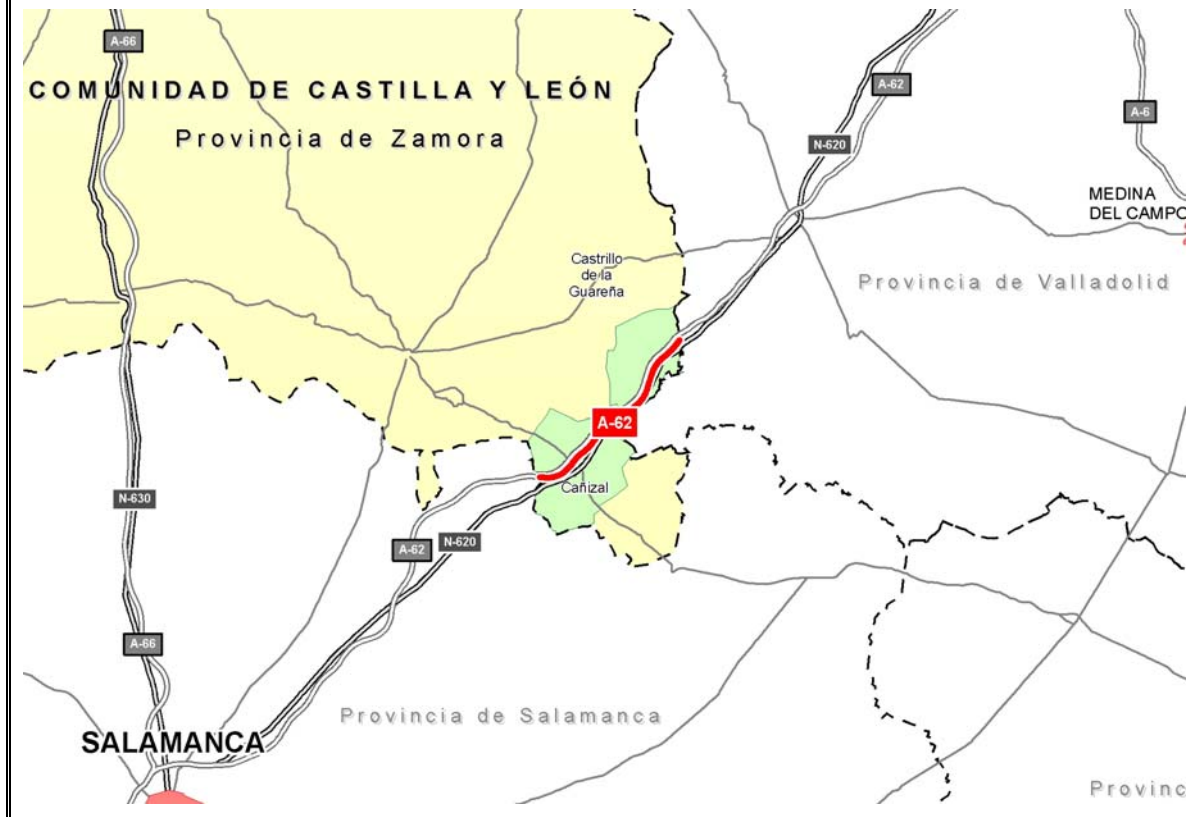 A-66
COMUNIDAD DE CASTILLA Y LEÓN
Provincia de Zamora
A-62
N-620
A-6
MEDINA
DEL CAMPO
Castrillo
de la
Guareña
Provincia de Valladolid
A-62
Cañizal
N-630
A-62
N-620
A-66
Provincia de Salamanca
SALAMANCA
Provinc